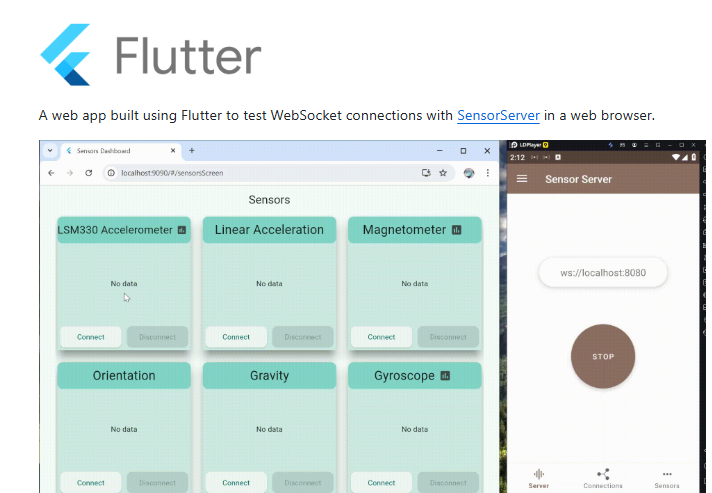 Flutter
A web app built using Flutter to test WebSocket connections with SensorServer in a web browser.
Sensors Dashboard
localhost:9090/#/sensorsScreen
Sensors
LSM330 Accelerometer
Linear Acceleration
Magnetometer
No data
No data
No data
Connect
Disconnect
Connect
Disconnect
Connect
Disconnect
Orientation
Gravity
Gyroscope
No data
No data
No data
Connect
Disconnect
Connect
Disconnect
Connect
Disconnect
LDPlayer
2:12
Sensor Server
ws://localhost:8080
STOP
Server
Connections
Sensors